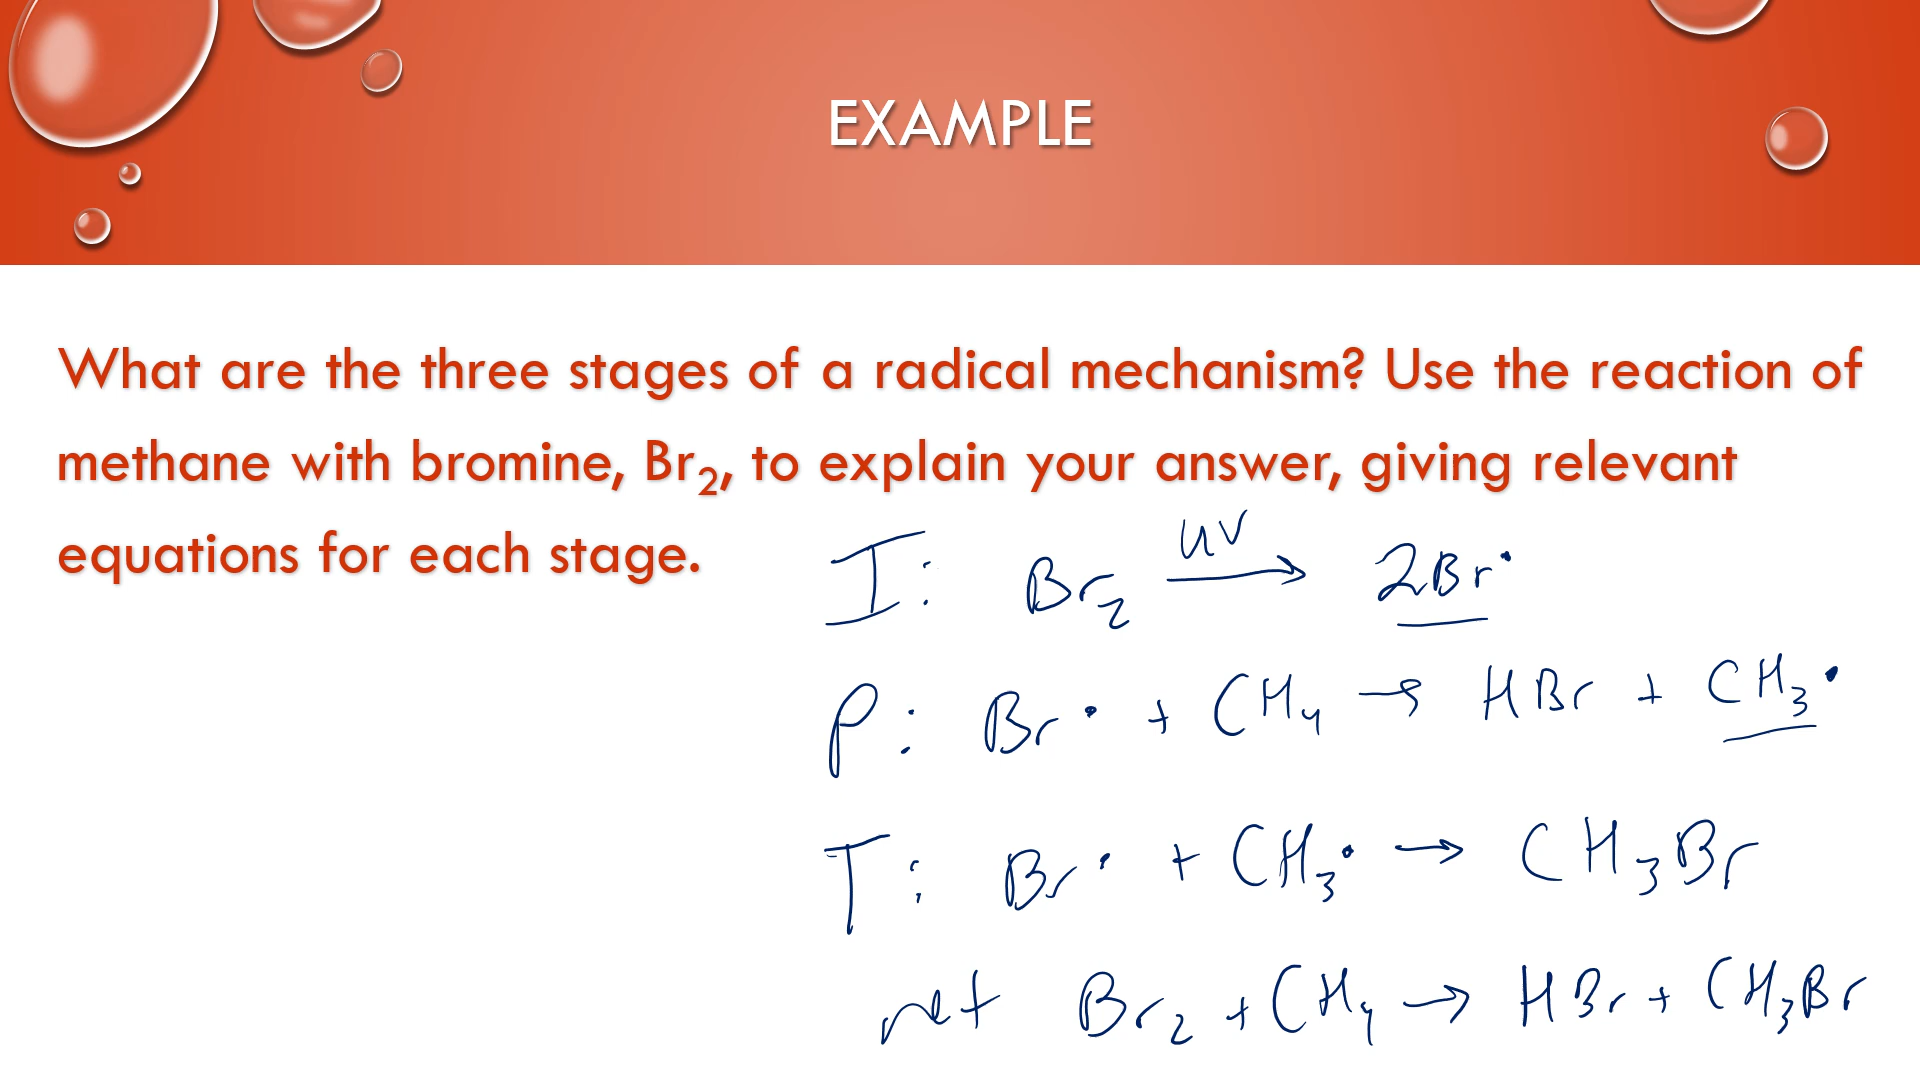 EXAMPLE
What are the three stages of a radical mechanism? Use the reaction of
methane with bromine, Br₂, to explain your answer, giving relevant
equations for each stage.
I: Br₂ →(UV) 2Br•
P: Br• + CH₄ → HBr + CH₃•
T: Br• + CH₃• → CH₃Br
net Br₂ + CH₄ → HBr + CH₃Br